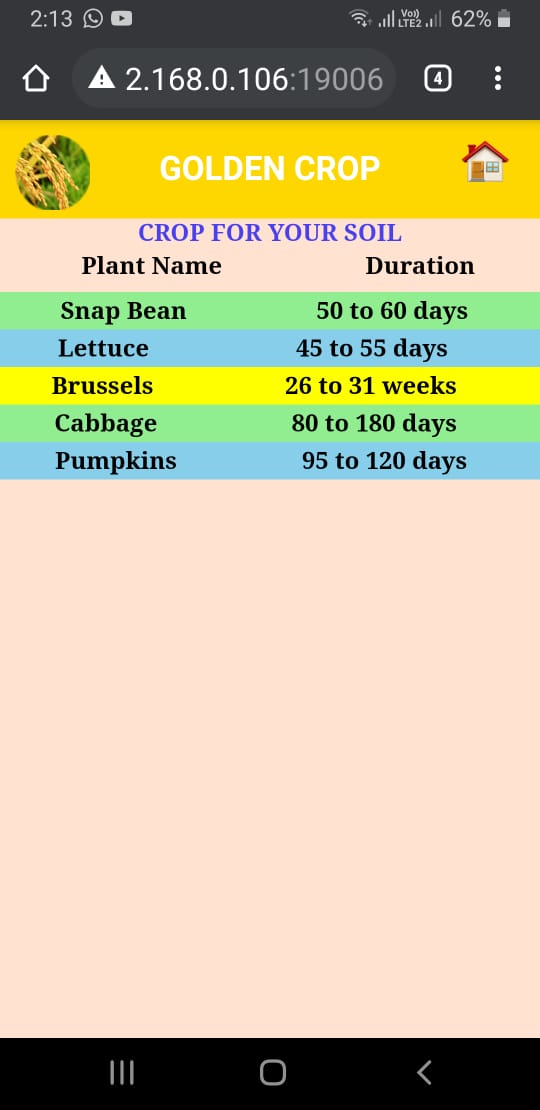 2:13 Vo)) LTE2 62%
2.168.0.106:19006 4
GOLDEN CROP
CROP FOR YOUR SOIL
Plant Name Duration
Snap Bean 50 to 60 days
Lettuce 45 to 55 days
Brussels 26 to 31 weeks
Cabbage 80 to 180 days
Pumpkins 95 to 120 days